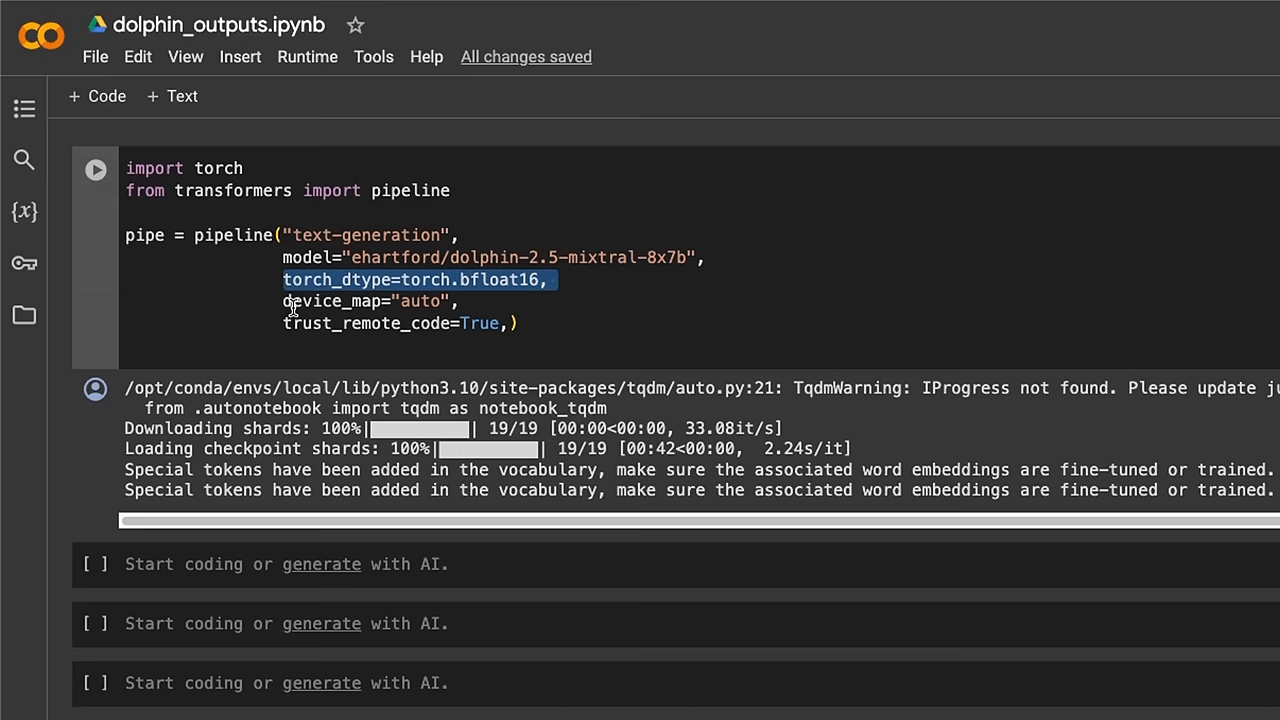 dolphin_outputs.ipynb
File Edit View Insert Runtime Tools Help All changes saved
+ Code + Text
import torch
from transformers import pipeline
pipe = pipeline("text-generation",
model="ehartford/dolphin-2.5-mixtral-8x7b",
torch_dtype=torch.bfloat16,
device_map="auto",
trust_remote_code=True,)
/opt/conda/envs/local/lib/python3.10/site-packages/tqdm/auto.py:21: TqdmWarning: IProgress not found. Please update
from .autonotebook import tqdm as notebook_tqdm
Downloading shards: 100%|██████████| 19/19 [00:00<00:00, 33.08it/s]
Loading checkpoint shards: 100%|██████████| 19/19 [00:42<00:00,  2.24s/it]
Special tokens have been added in the vocabulary, make sure the associated word embeddings are fine-tuned or trained.
Special tokens have been added in the vocabulary, make sure the associated word embeddings are fine-tuned or trained.
[ ] Start coding or generate with AI.
[ ] Start coding or generate with AI.
[ ] Start coding or generate with AI.